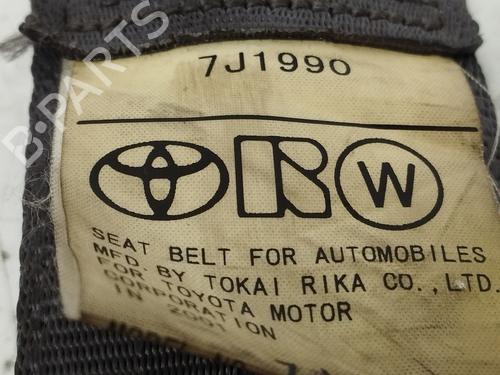 7J1990
W
SEAT BELT FOR AUTOMOBILES
MFD. BY TOKAI RIKA CO.,LTD.
FOR TOYOTA MOTOR
CORPORATION
IN 2001
B-PARTS